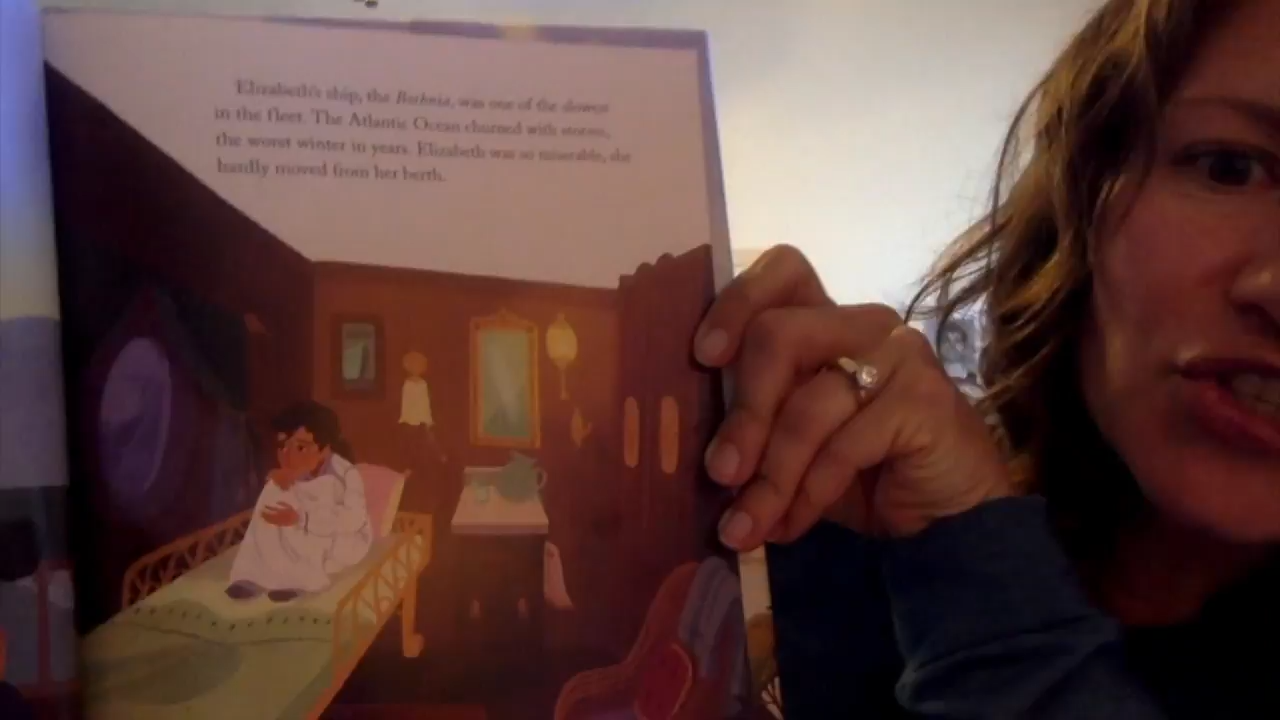 Elizabeth's ship, the Bothnia, was one of the slowest
in the fleet. The Atlantic Ocean churned with storms,
the worst winter in years. Elizabeth was so miserable, she
hardly moved from her berth.